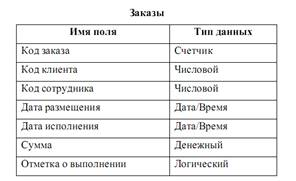 Заказы
Имя поля Тип данных
Код заказа Счетчик
Код клиента Числовой
Код сотрудника Числовой
Дата размещения Дата/Время
Дата исполнения Дата/Время
Сумма Денежный
Отметка о выполнении Логический